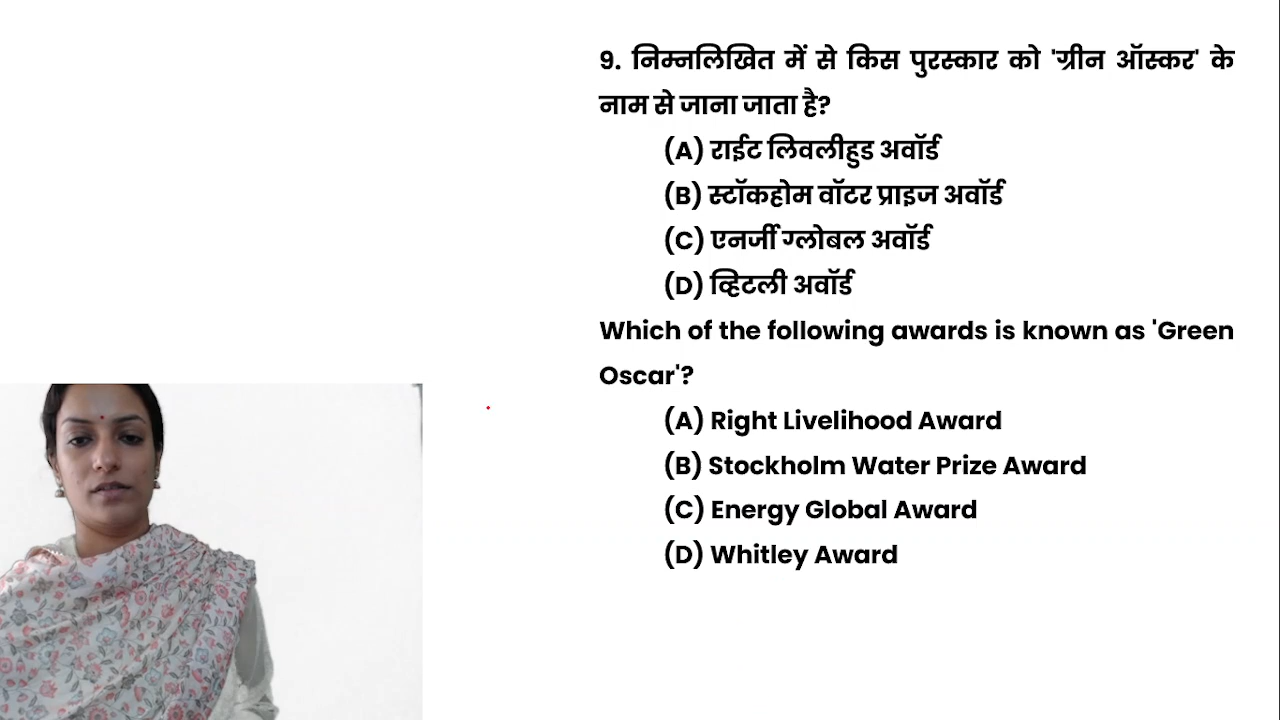 9. निम्नलिखित में से किस पुरस्कार को 'ग्रीन ऑस्कर' के
नाम से जाना जाता है?
(A) राईट लिवलीहुड अवॉर्ड
(B) स्टॉकहोम वॉटर प्राइज अवॉर्ड
(C) एनर्जी ग्लोबल अवॉर्ड
(D) व्हिटली अवॉर्ड
Which of the following awards is known as 'Green
Oscar'?
(A) Right Livelihood Award
(B) Stockholm Water Prize Award
(C) Energy Global Award
(D) Whitley Award